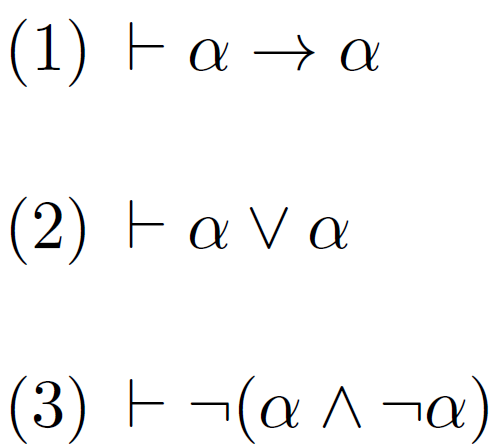 (1) ⊢ α → α
(2) ⊢ α ∨ α
(3) ⊢ ¬(α ∧ ¬α)